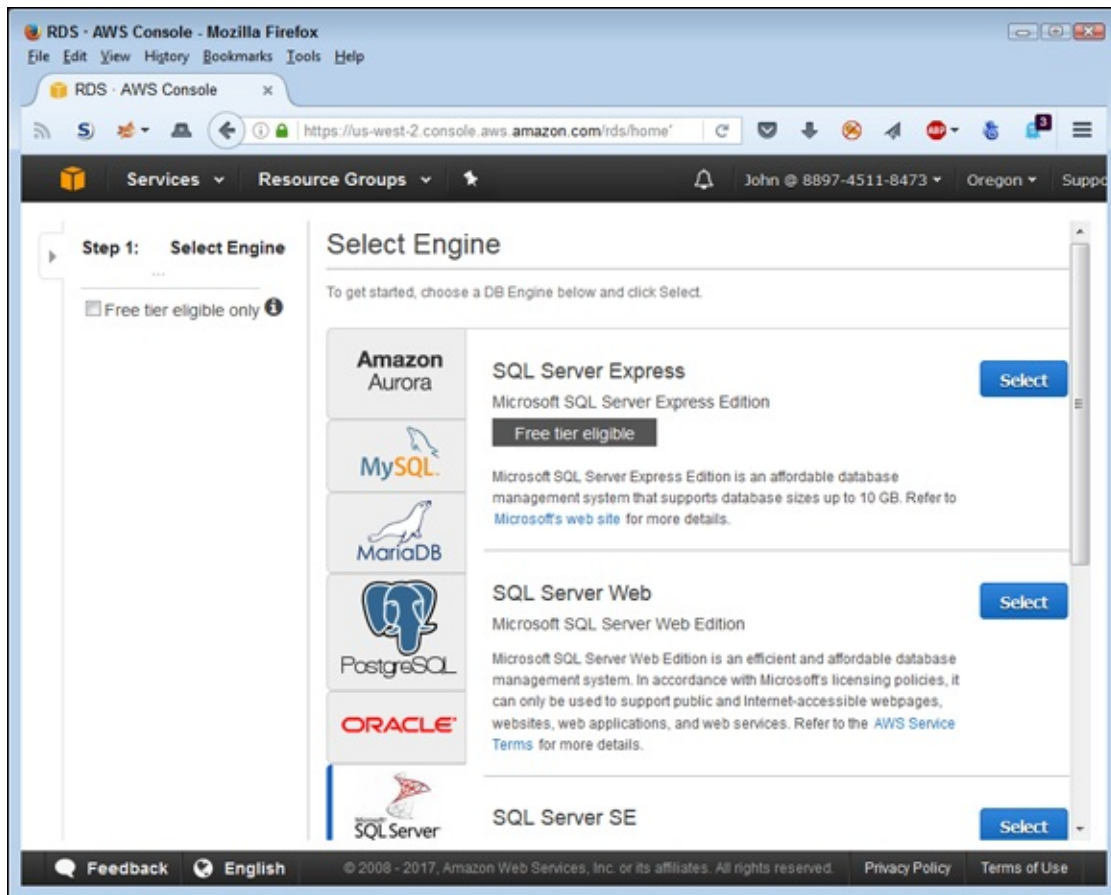 RDS · AWS Console - Mozilla Firefox
File Edit View History Bookmarks Tools Help
RDS · AWS Console
https://us-west-2.console.aws.amazon.com/rds/home?
ABP
3
Services
Resource Groups
John @ 8897-4511-8473
Oregon
Suppo
Step 1: Select Engine
...
Free tier eligible only
Select Engine
To get started, choose a DB Engine below and click Select.
Amazon
Aurora
MySQL
MariaDB
PostgreSQL
ORACLE
Microsoft
SQL Server
SQL Server Express
Microsoft SQL Server Express Edition
Free tier eligible
Select
Microsoft SQL Server Express Edition is an affordable database
management system that supports database sizes up to 10 GB. Refer to
Microsoft's web site for more details.
SQL Server Web
Microsoft SQL Server Web Edition
Select
Microsoft SQL Server Web Edition is an efficient and affordable database
management system. In accordance with Microsoft's licensing policies, it
can only be used to support public and Internet-accessible webpages,
websites, web applications, and web services. Refer to the AWS Service
Terms for more details.
SQL Server SE
Select
Feedback
English
© 2008 - 2017, Amazon Web Services, Inc. or its affiliates. All rights reserved.
Privacy Policy
Terms of Use